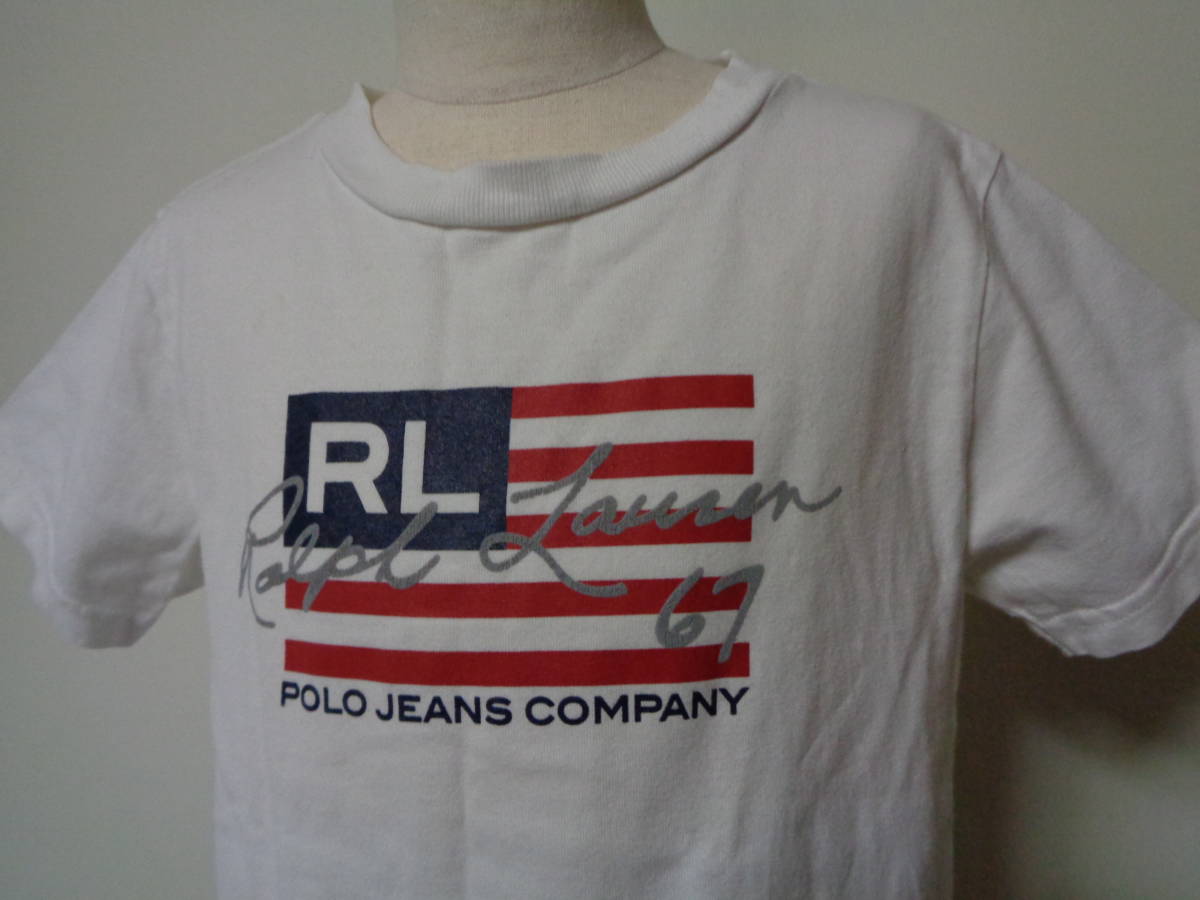 RL
Ralph Lauren
67
POLO JEANS COMPANY